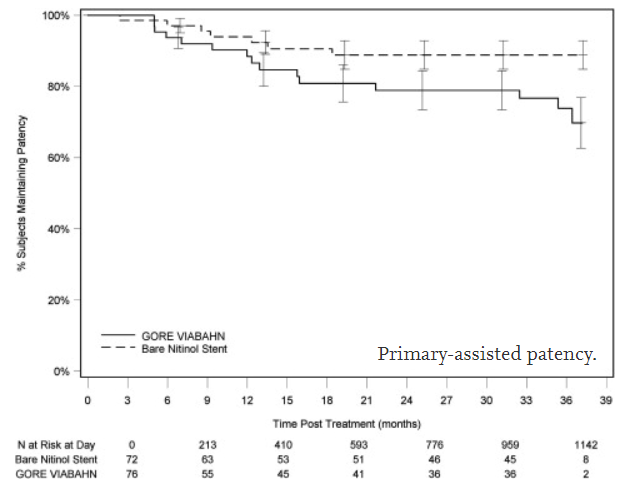 100%
80%
60%
40%
20%
0%
% Subjects Maintaining Patency
GORE VIABAHN
Bare Nitinol Stent
Primary-assisted patency.
0 3 6 9 12 15 18 21 24 27 30 33 36 39
Time Post Treatment (months)
N at Risk at Day 0 213 410 593 776 959 1142
Bare Nitinol Stent 72 63 53 51 46 45 8
GORE VIABAHN 76 55 45 41 36 36 2